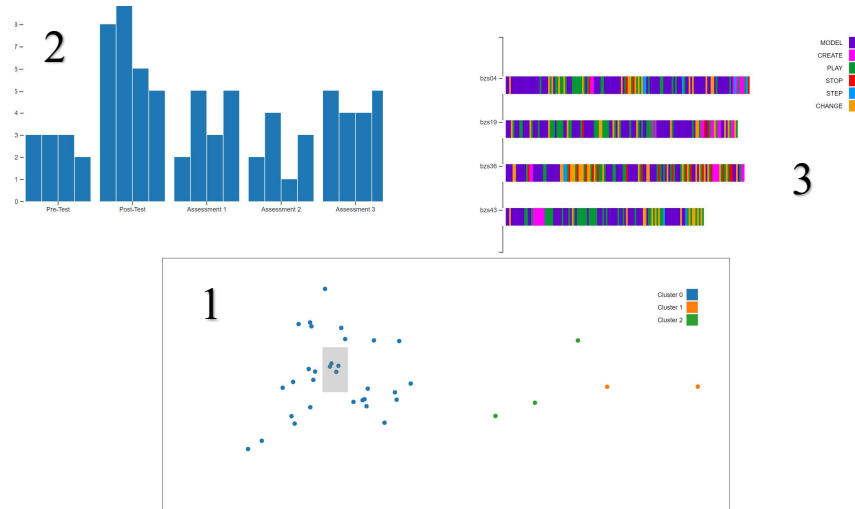 2
8
7
6
5
4
3
2
1
0
Pre-Test
Post-Test
Assessment 1
Assessment 2
Assessment 3
bzs04
bzs19
bzs36
bzs43
MODEL
CREATE
PLAY
STOP
STEP
CHANGE
3
1
Cluster 0
Cluster 1
Cluster 2